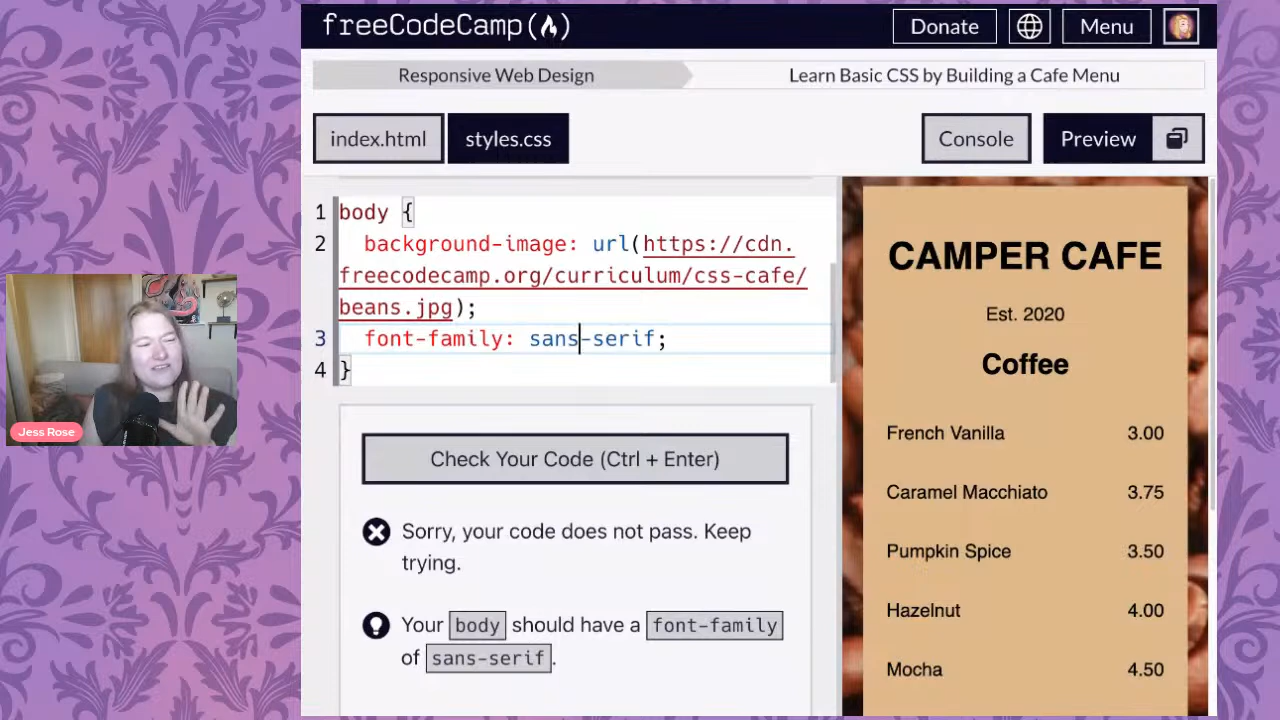 freeCodeCamp
Donate
Menu
Responsive Web Design
Learn Basic CSS by Building a Cafe Menu
index.html
styles.css
Console
Preview
1 body {
2 background-image: url(https://cdn.
freecodecamp.org/curriculum/css-cafe/
beans.jpg);
3 font-family: sans-serif;
4 }
Check Your Code (Ctrl + Enter)
Sorry, your code does not pass. Keep
trying.
Your body should have a font-family
of sans-serif.
CAMPER CAFE
Est. 2020
Coffee
French Vanilla 3.00
Caramel Macchiato 3.75
Pumpkin Spice 3.50
Hazelnut 4.00
Mocha 4.50
Jess Rose